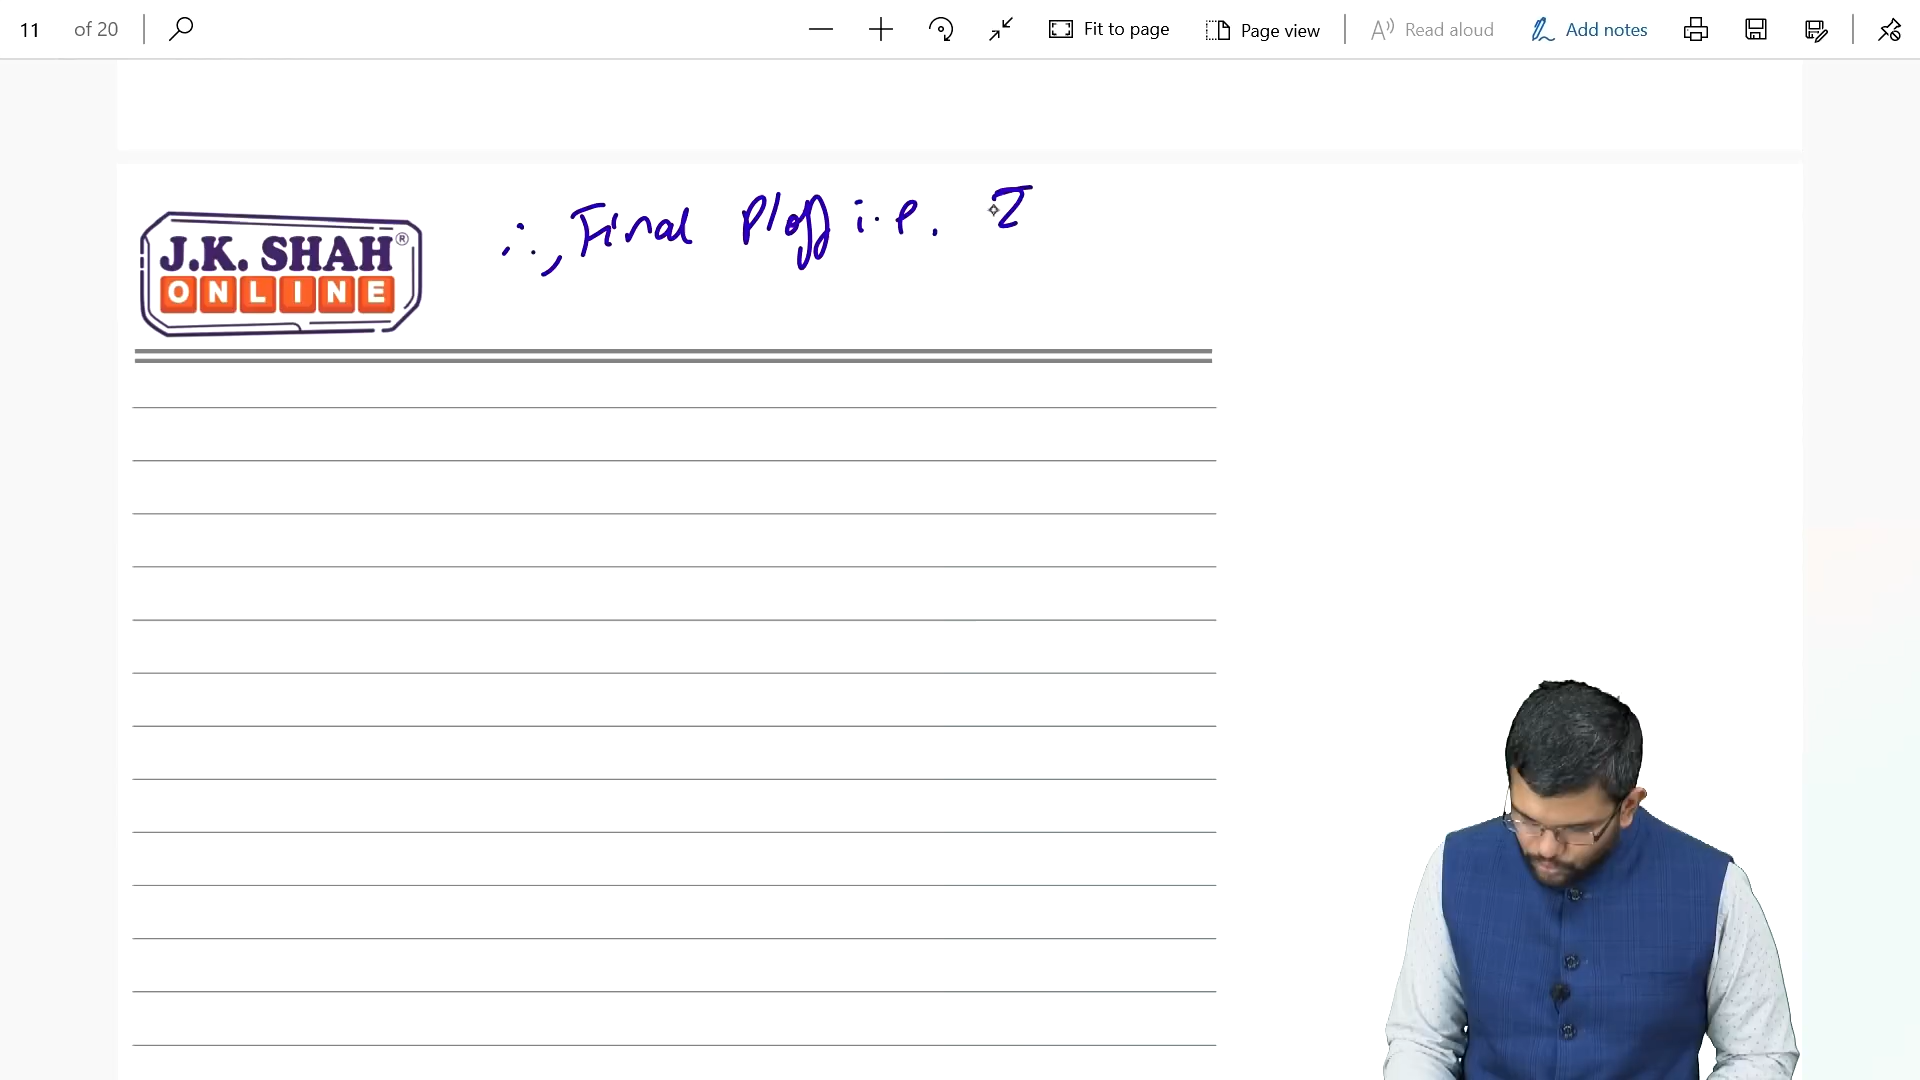 11 of 20 Fit to page Page view Read aloud Add notes
∴, Final P/off i.e.
J.K. SHAH®
ONLINE